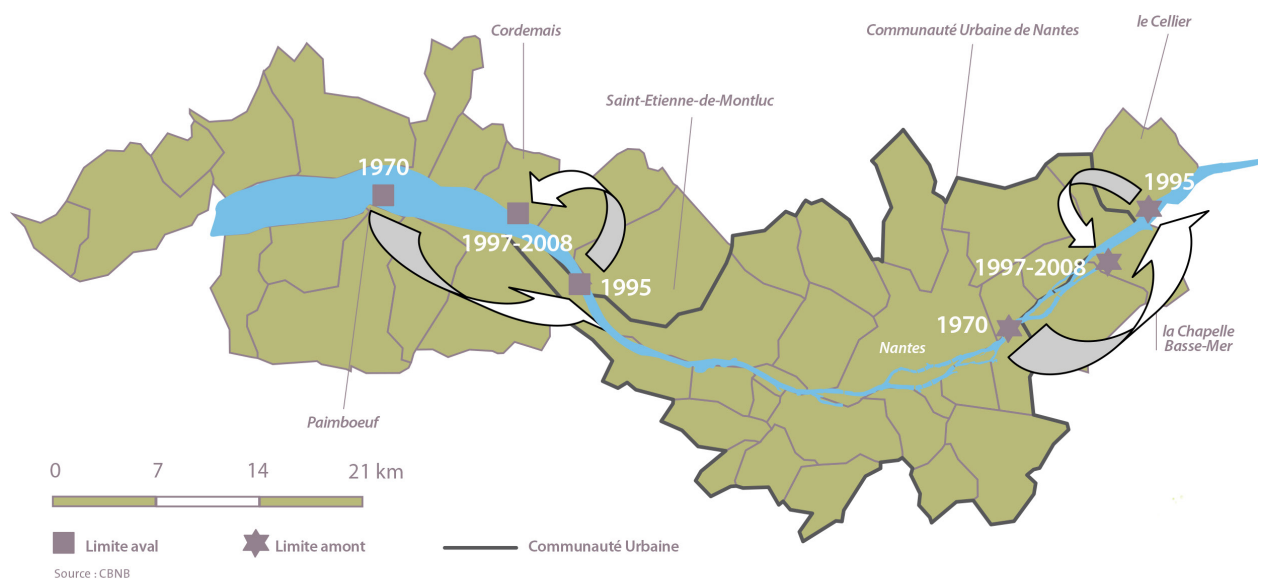 Cordemais
Communauté Urbaine de Nantes
le Cellier
Saint-Etienne-de-Montluc
1970
1995
1997-2008
1997-2008
1995
1970
Nantes
la Chapelle
Basse-Mer
Paimboeuf
0 7 14 21 km
Limite aval
Limite amont
Communauté Urbaine
Source : CBNB